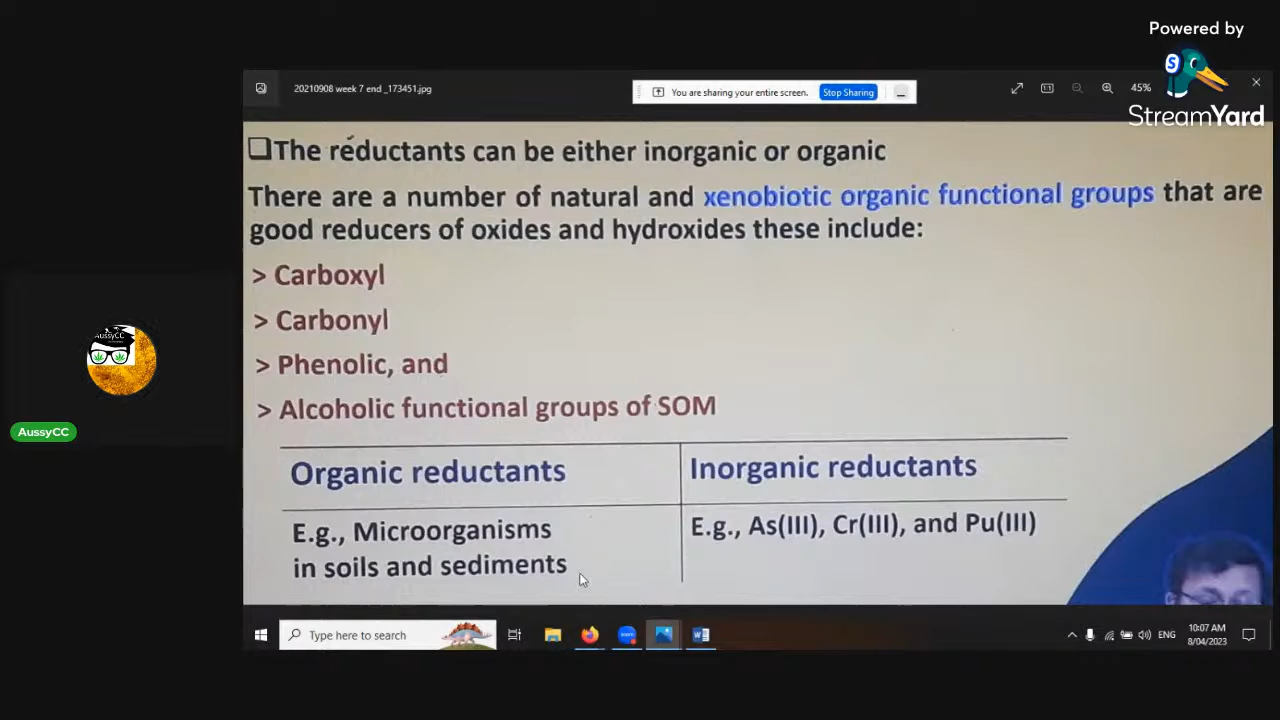 Powered by
StreamYard
20210908 week 7 end _173451.jpg
You are sharing your entire screen.
Stop Sharing
45%
The reductants can be either inorganic or organic
There are a number of natural and xenobiotic organic functional groups that are
good reducers of oxides and hydroxides these include:
> Carboxyl
> Carbonyl
> Phenolic, and
> Alcoholic functional groups of SOM
Organic reductants
Inorganic reductants
E.g., Microorganisms
in soils and sediments
E.g., As(III), Cr(III), and Pu(III)
AussyCC
AussyCC
Type here to search
ENG
10:07 AM
8/04/2023